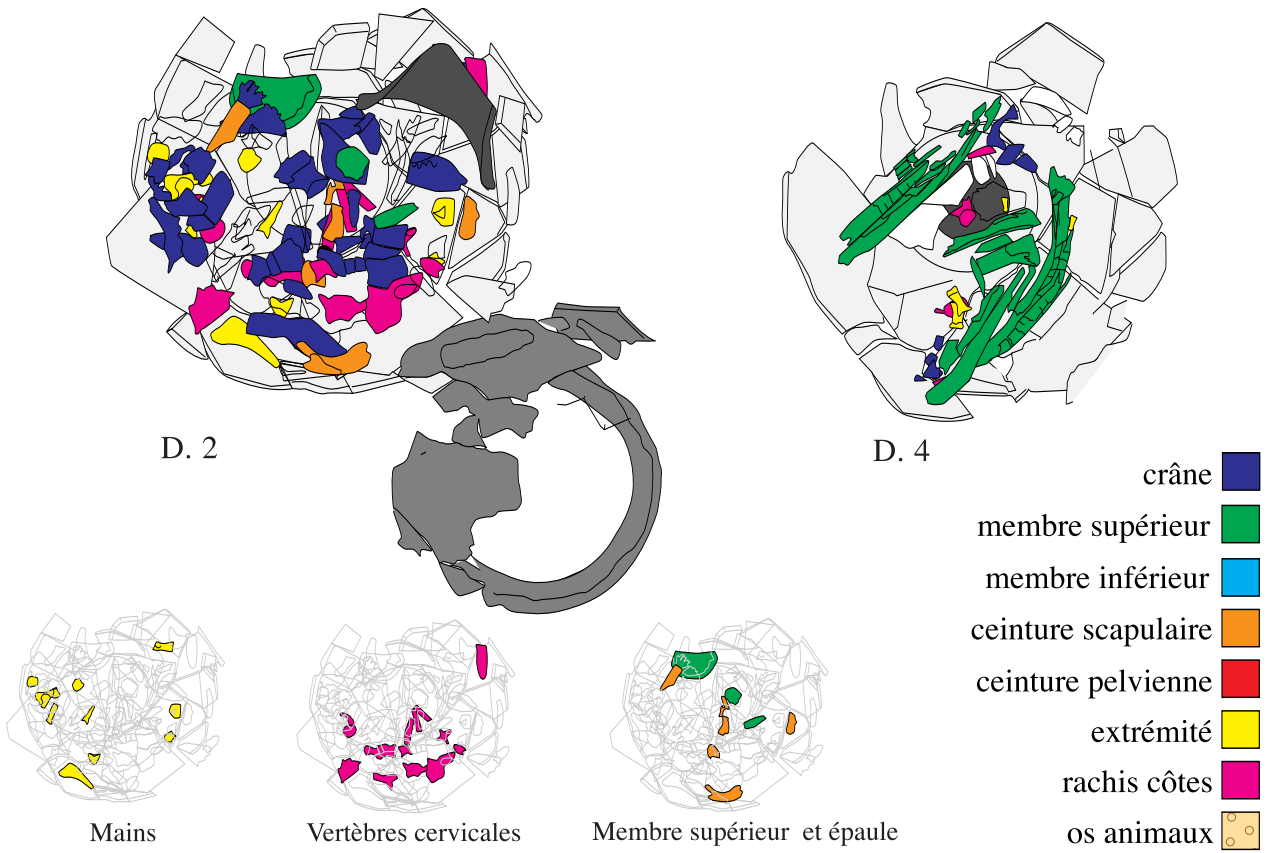 D. 2
D. 4
crâne
membre supérieur
membre inférieur
ceinture scapulaire
ceinture pelvienne
extrémité
rachis côtes
os animaux
Mains
Vertèbres cervicales
Membre supérieur et épaule